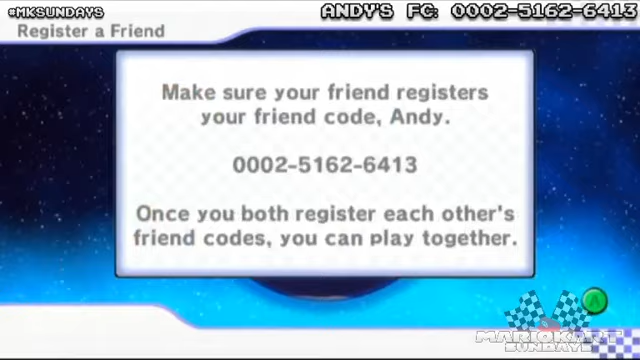 #MKSUNDAYS
ANDY'S FC: 0002-5162-6413
Register a Friend
Make sure your friend registers
your friend code, Andy.
0002-5162-6413
Once you both register each other's
friend codes, you can play together.
A
MARIOKART
SUNDAYS